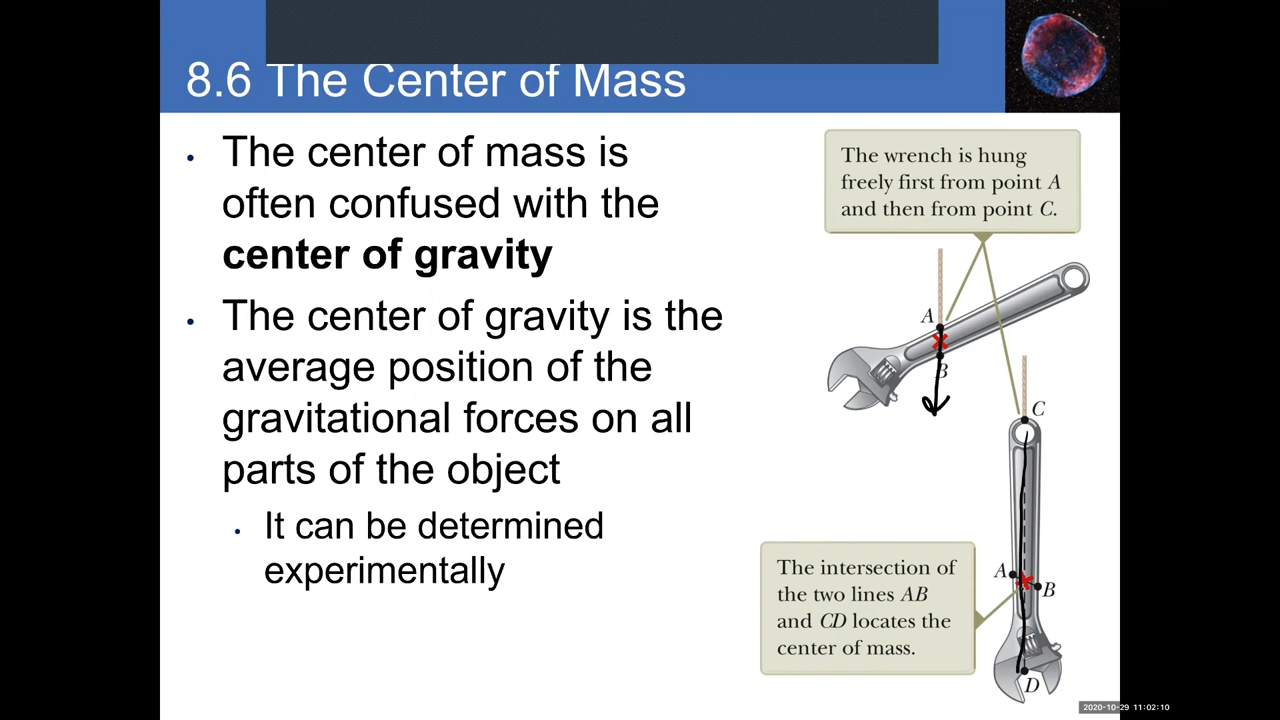 8.6 The Center of Mass
• The center of mass is
often confused with the
center of gravity
• The center of gravity is the
average position of the
gravitational forces on all
parts of the object
• It can be determined
experimentally
The wrench is hung
freely first from point A
and then from point C.
A
B
C
A
B
D
The intersection of
the two lines AB
and CD locates the
center of mass.
2020-10-29 11:02:10